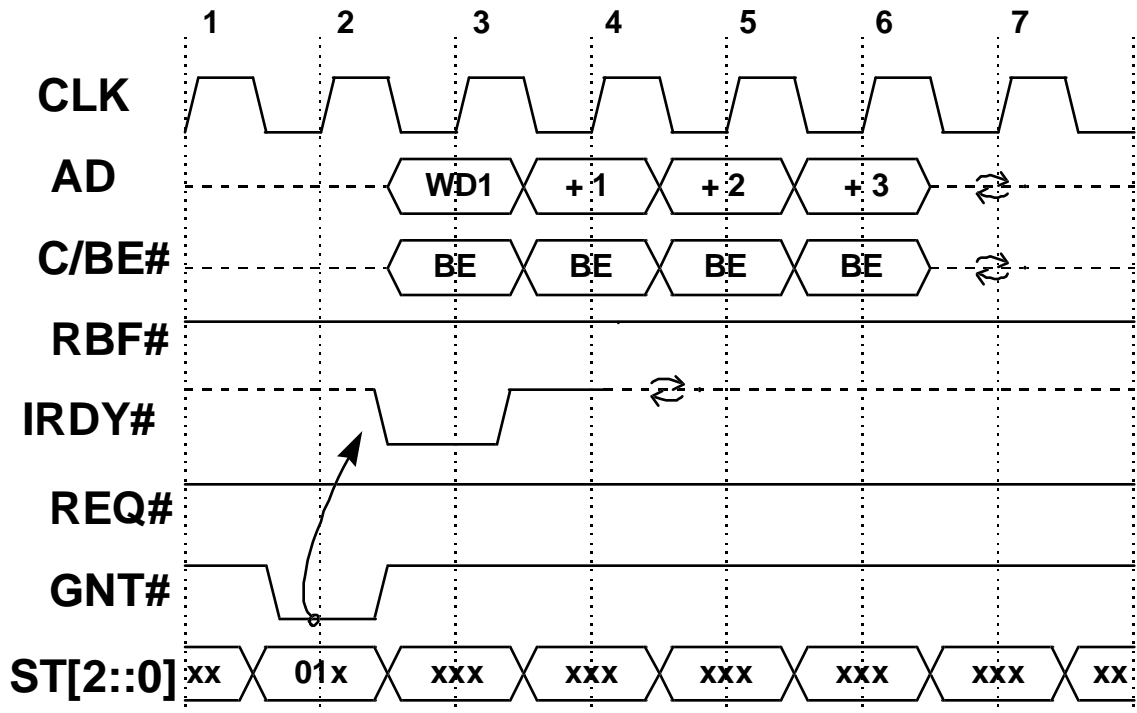 1 2 3 4 5 6 7
CLK
AD WD1 + 1 + 2 + 3
C/BE# BE BE BE BE
RBF#
IRDY#
REQ#
GNT#
ST[2::0] xx 01x xxx xxx xxx xxx xxx xx